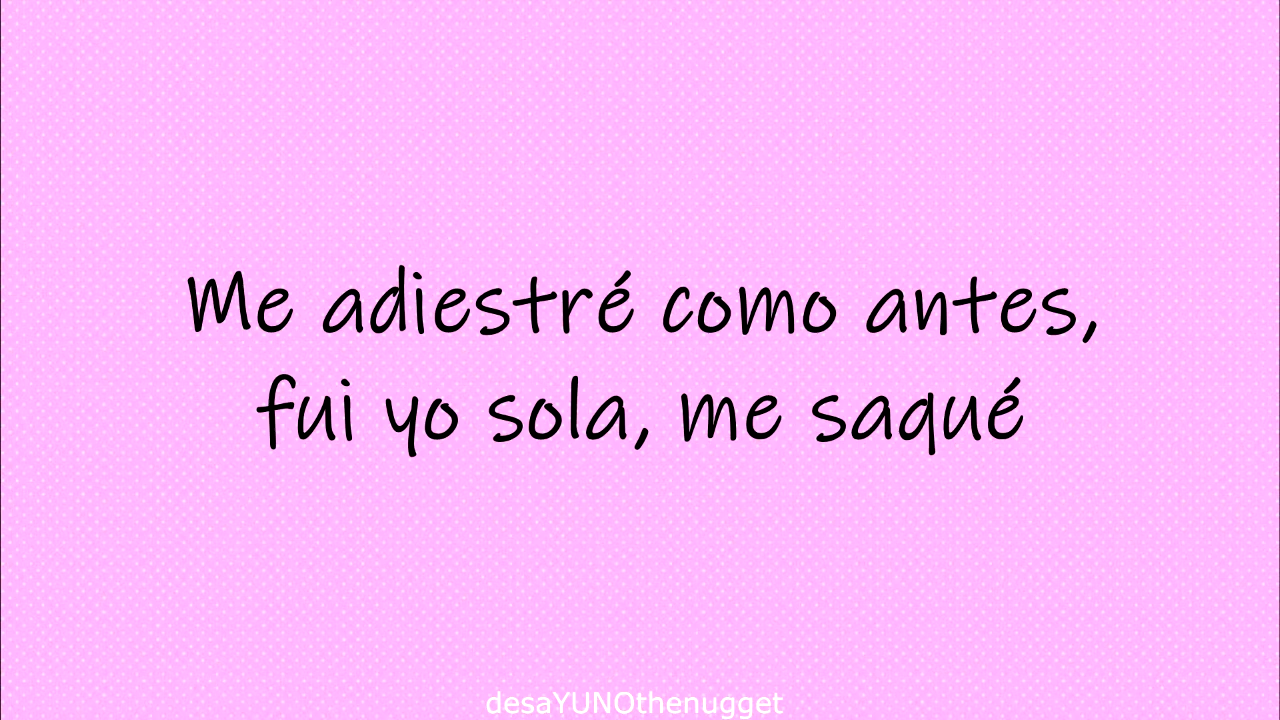 Me adiestré como antes,
fui yo sola, me saqué
desaYUNOthenugget